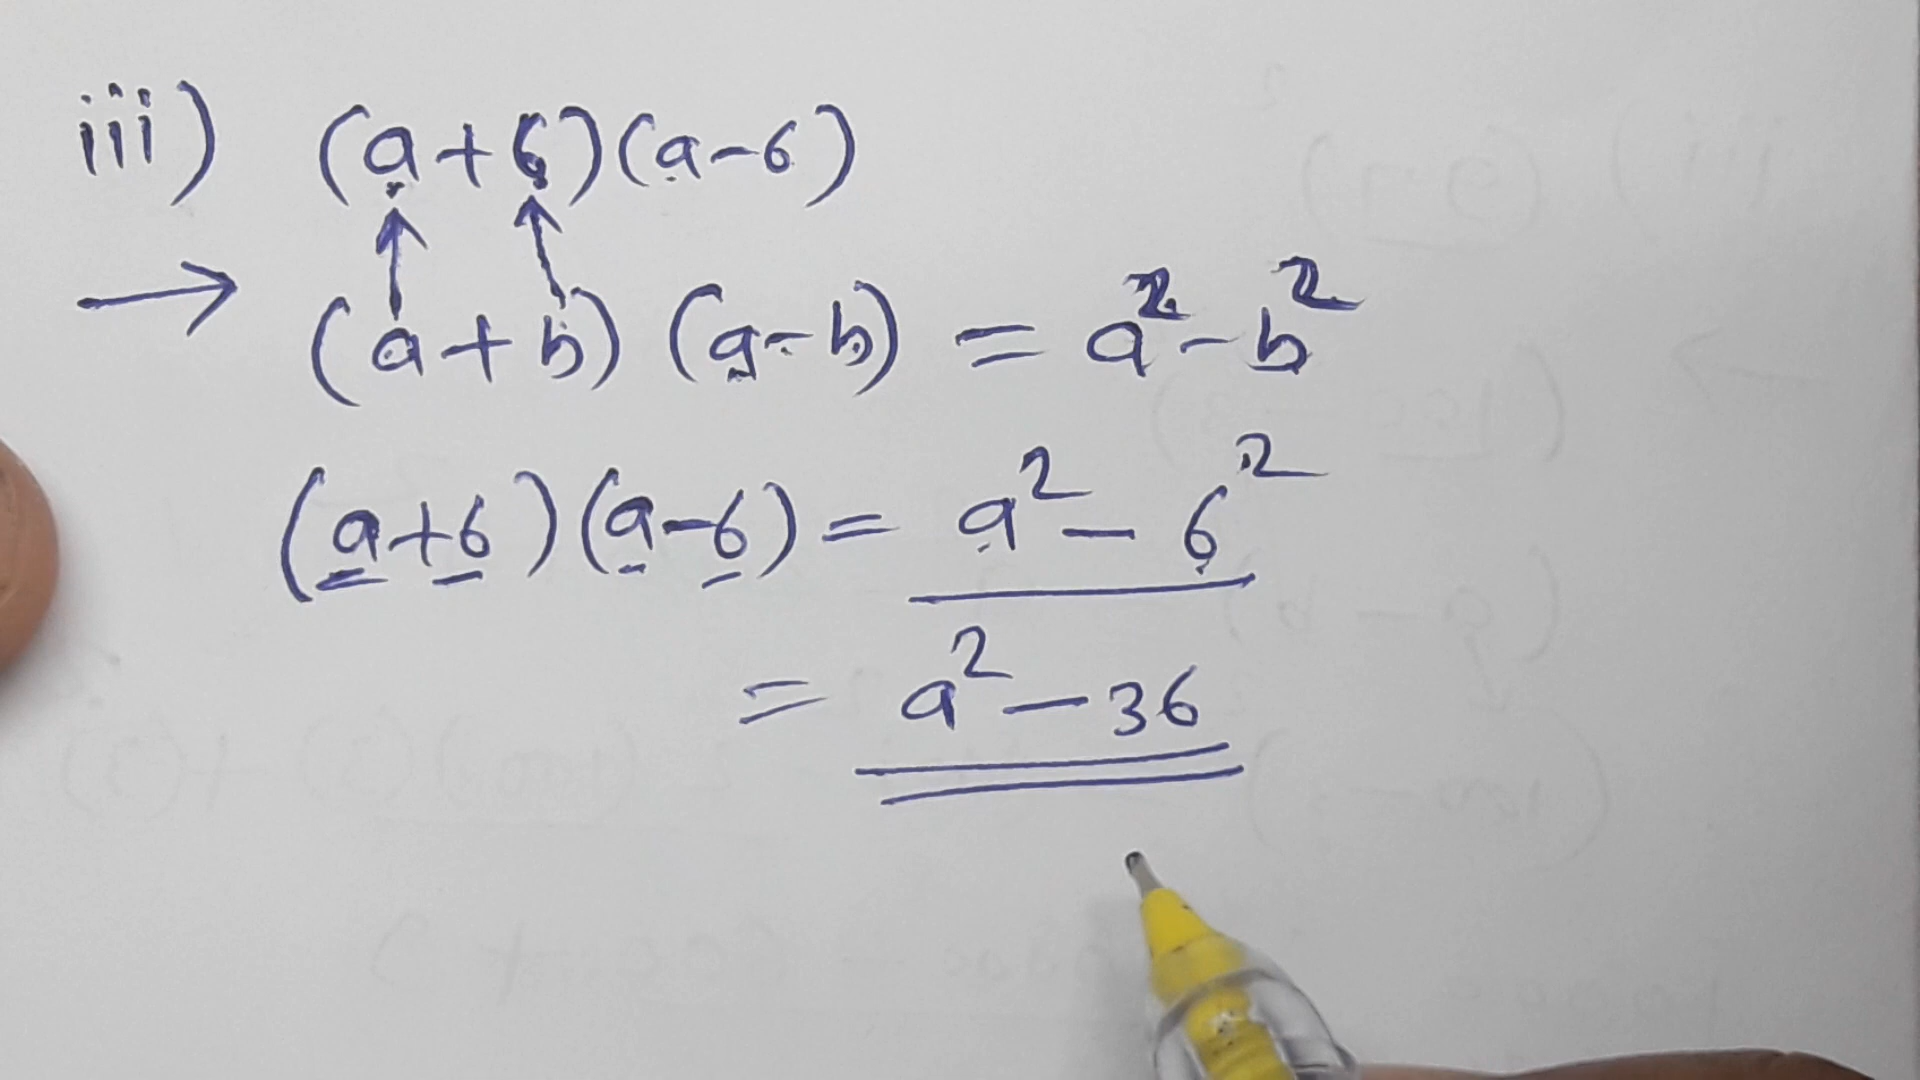 iii) (a+6)(a-6)
→ (a+b)(a-b) = a²-b²
(a+6)(a-6) = a² - 6²
= a² - 36